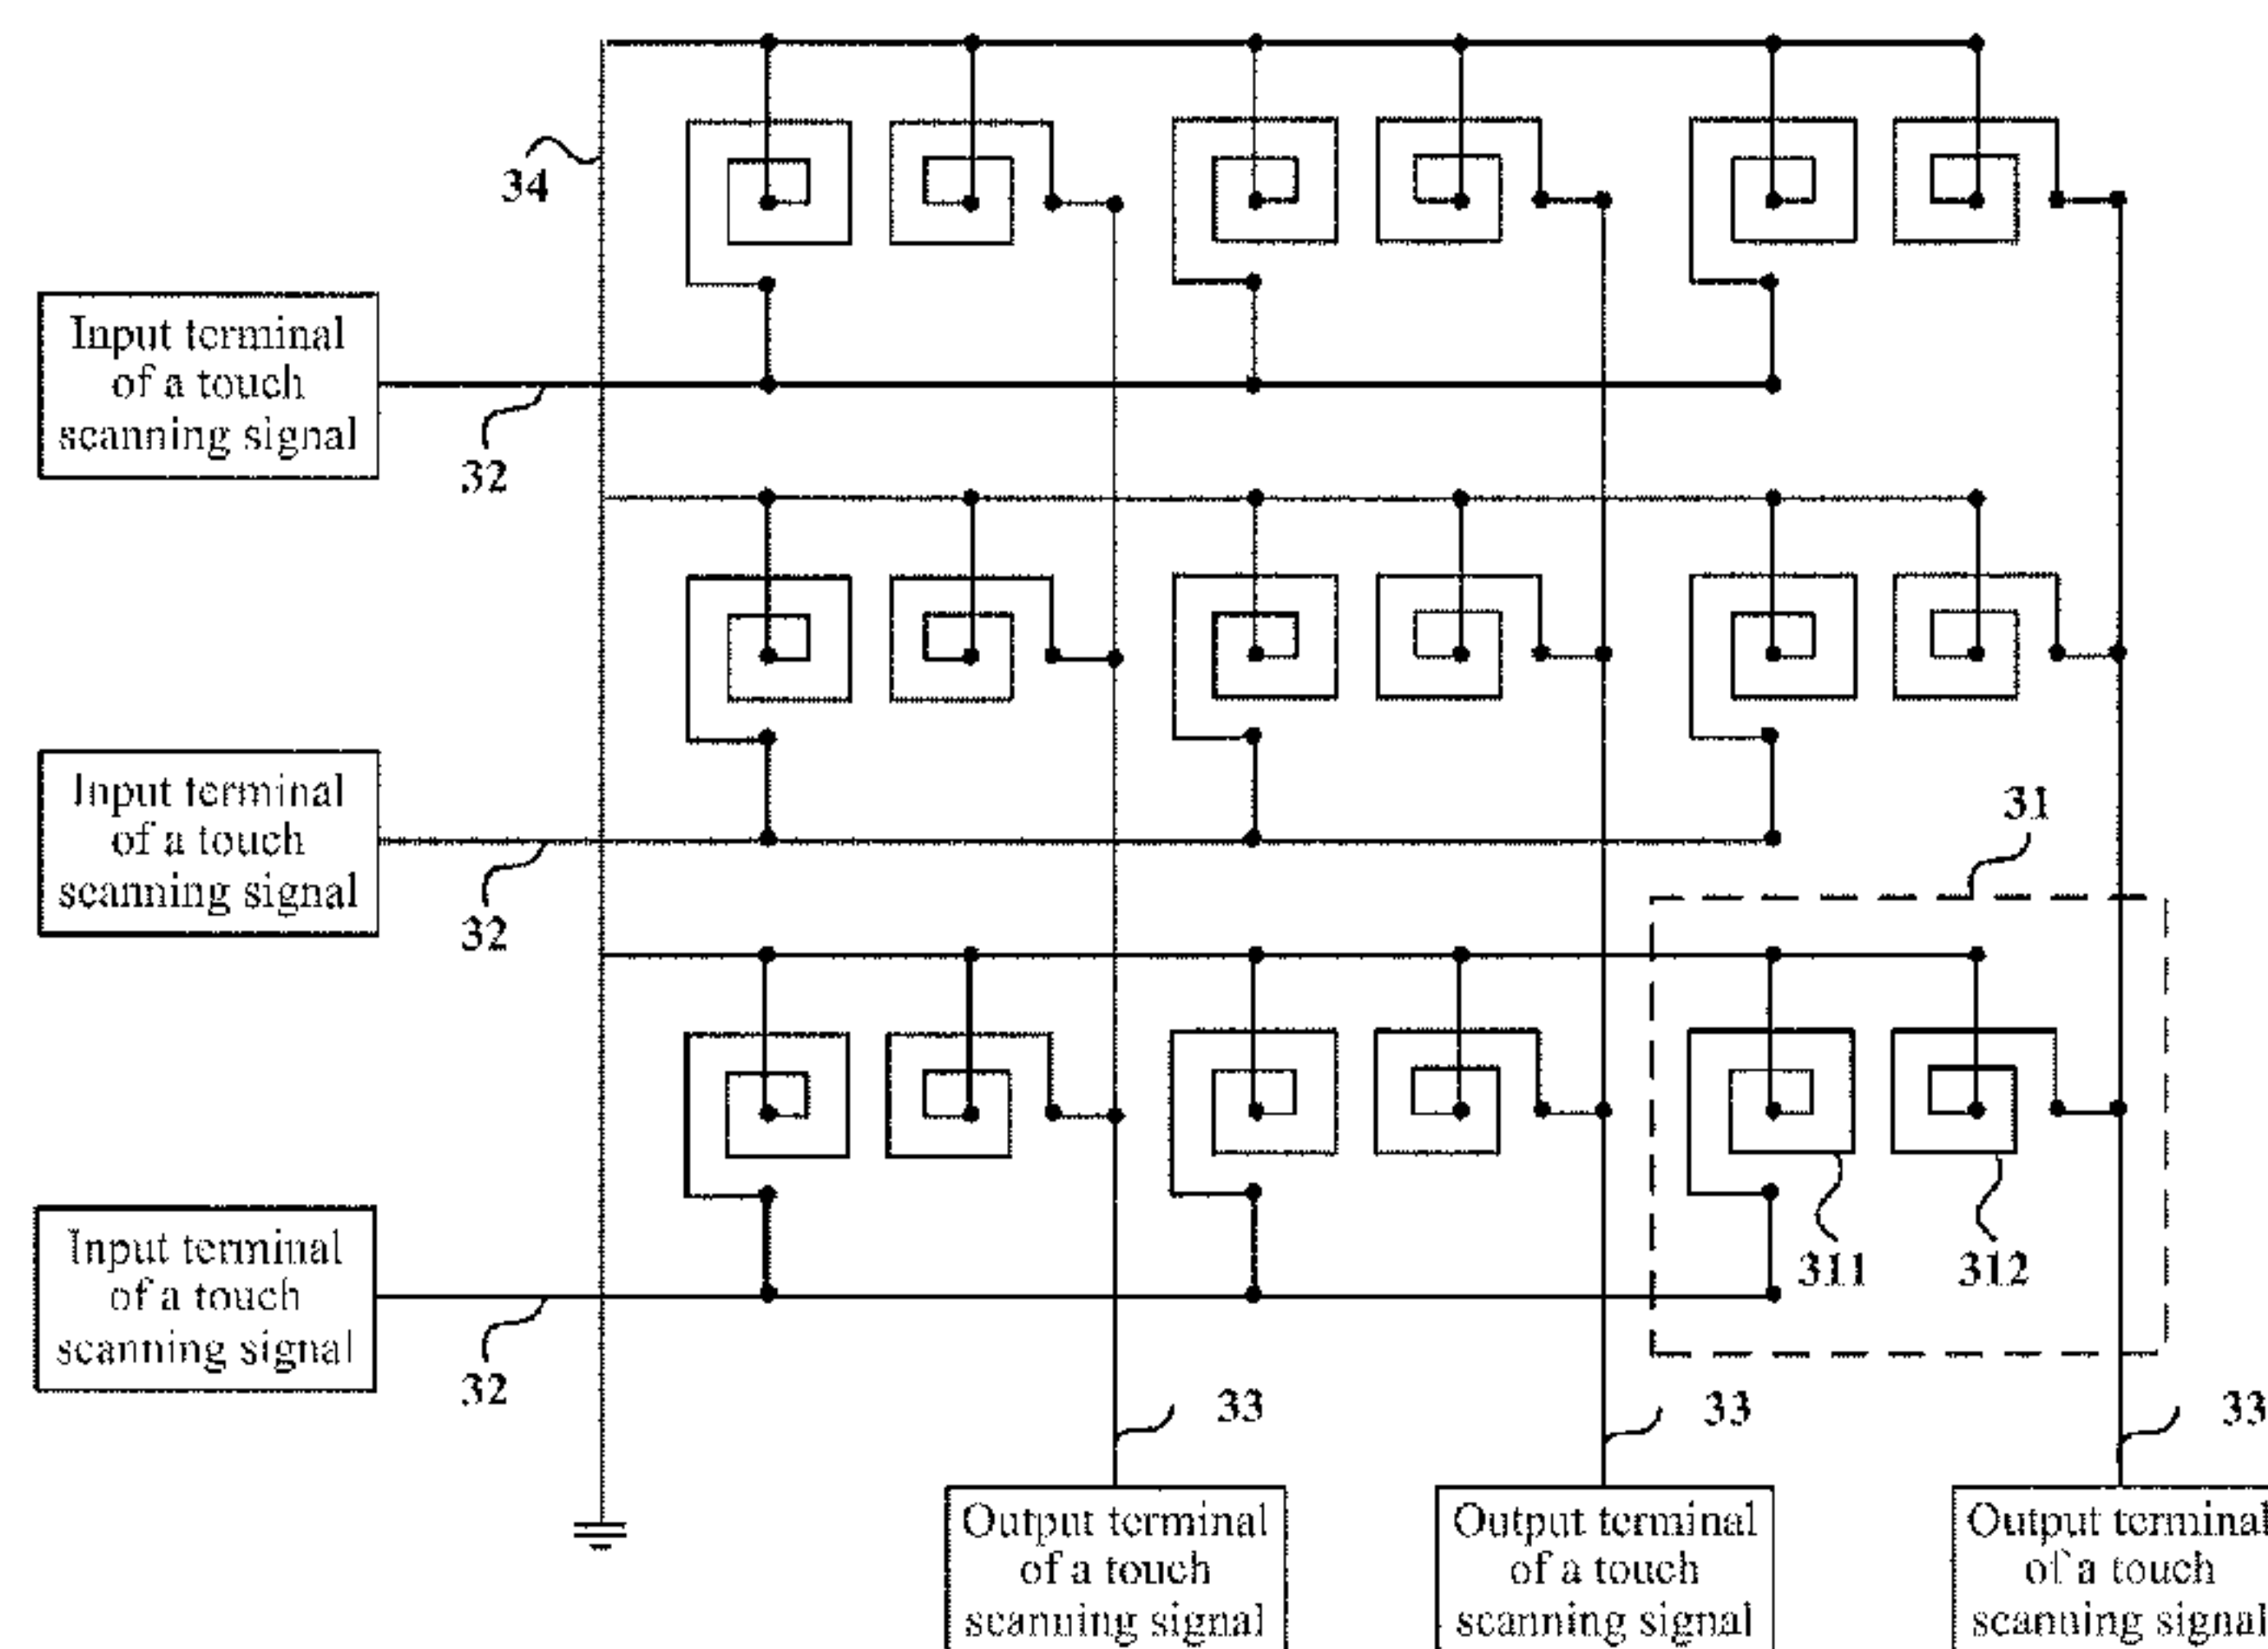 34
Input terminal
of a touch
scanning signal
32
Input terminal
of a touch
scanning signal
32
31
Input terminal
of a touch
scanning signal
32
311
312
33
33
33
Output terminal
of a touch
scanning signal
Output terminal
of a touch
scanning signal
Output terminal
of a touch
scanning signal